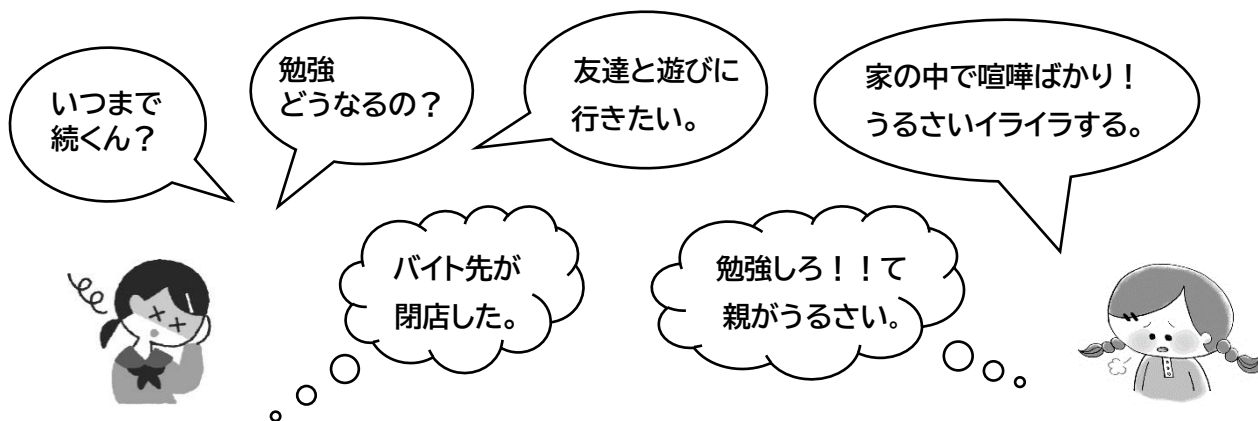 いつまで
続くん？
勉強
どうなるの？
友達と遊びに
行きたい。
家の中で喧嘩ばかり！
うるさいイライラする。
バイト先が
閉店した。
勉強しろ！！て
親がうるさい。